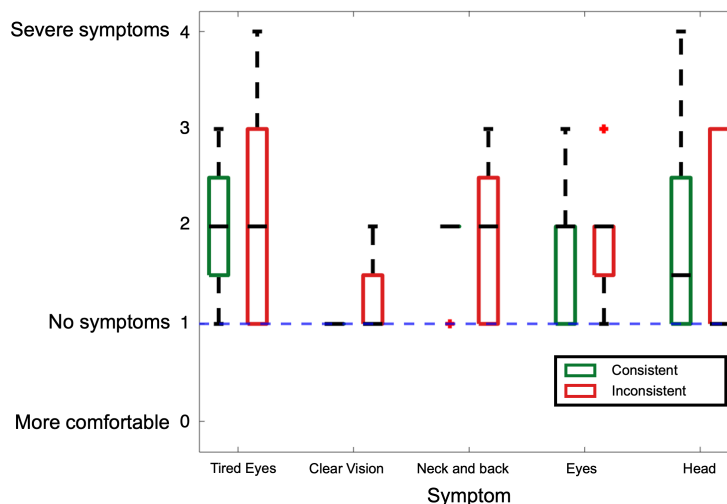 Severe symptoms 4
3
2
No symptoms 1
More comfortable 0
Consistent
Inconsistent
Tired Eyes Clear Vision Neck and back Eyes Head
Symptom